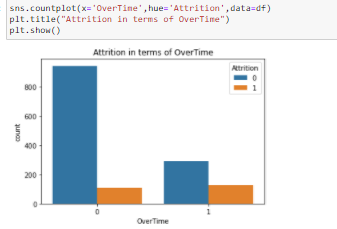 sns.countplot(x='OverTime',hue='Attrition',data=df)
plt.title("Attrition in terms of OverTime")
plt.show()
Attrition in terms of OverTime
Attrition
0
1
800
600
400
200
0
count
0 1
OverTime